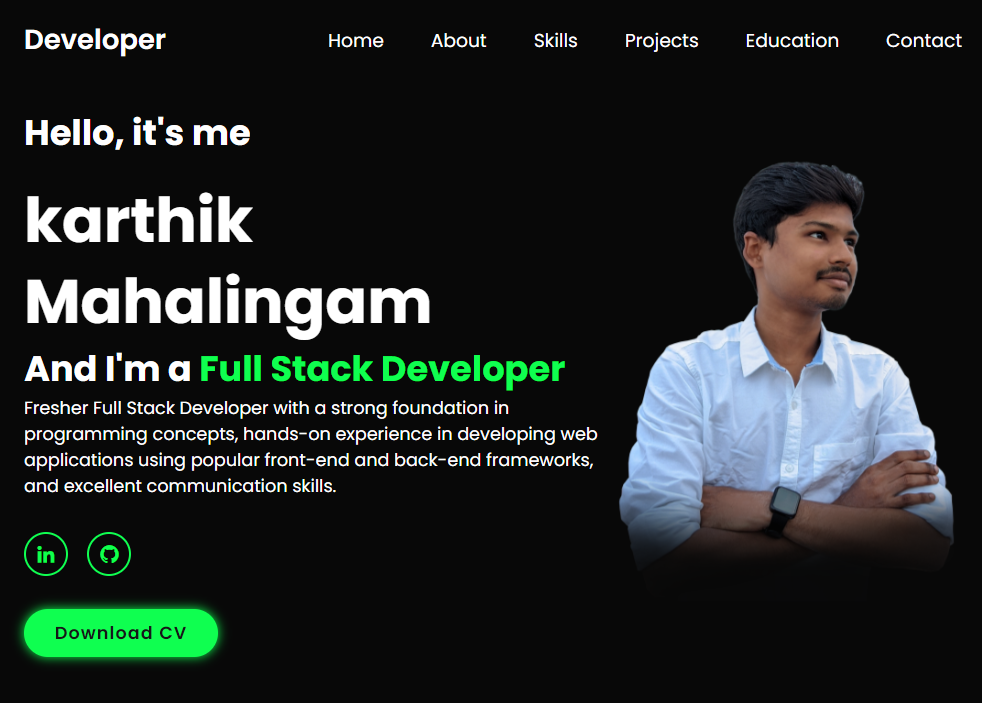 Developer
Home About Skills Projects Education Contact
Hello, it's me
karthik
Mahalingam
And I'm a Full Stack Developer
Fresher Full Stack Developer with a strong foundation in
programming concepts, hands-on experience in developing web
applications using popular front-end and back-end frameworks,
and excellent communication skills.
in
Download CV